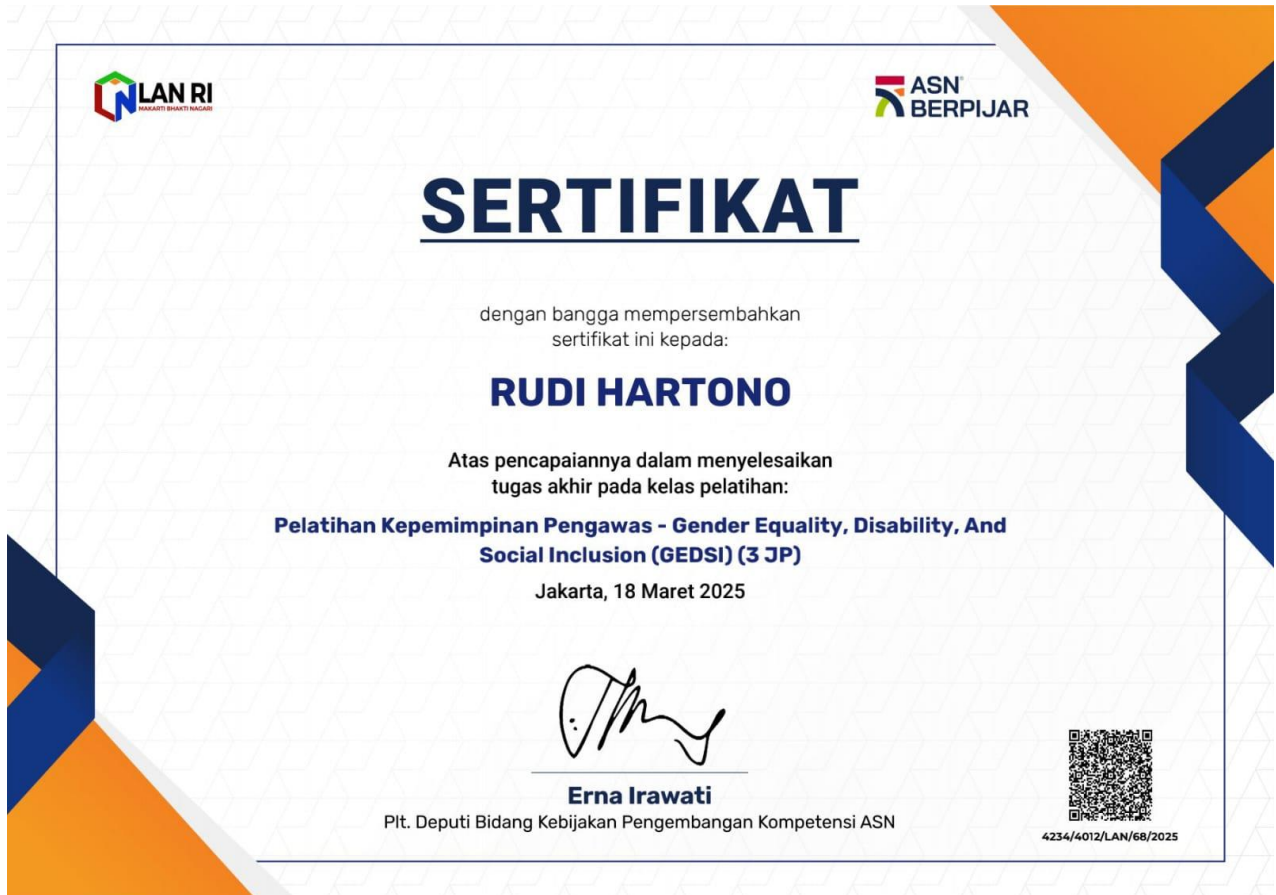 LAN RI
MAKARTI BHAKTI NAGARI
ASN
BERPIJAR
SERTIFIKAT
dengan bangga mempersembahkan
sertifikat ini kepada:
RUDI HARTONO
Atas pencapaiannya dalam menyelesaikan
tugas akhir pada kelas pelatihan:
Pelatihan Kepemimpinan Pengawas - Gender Equality, Disability, And
Social Inclusion (GEDSI) (3 JP)
Jakarta, 18 Maret 2025
Erna Irawati
Plt. Deputi Bidang Kebijakan Pengembangan Kompetensi ASN
4234/4012/LAN/68/2025